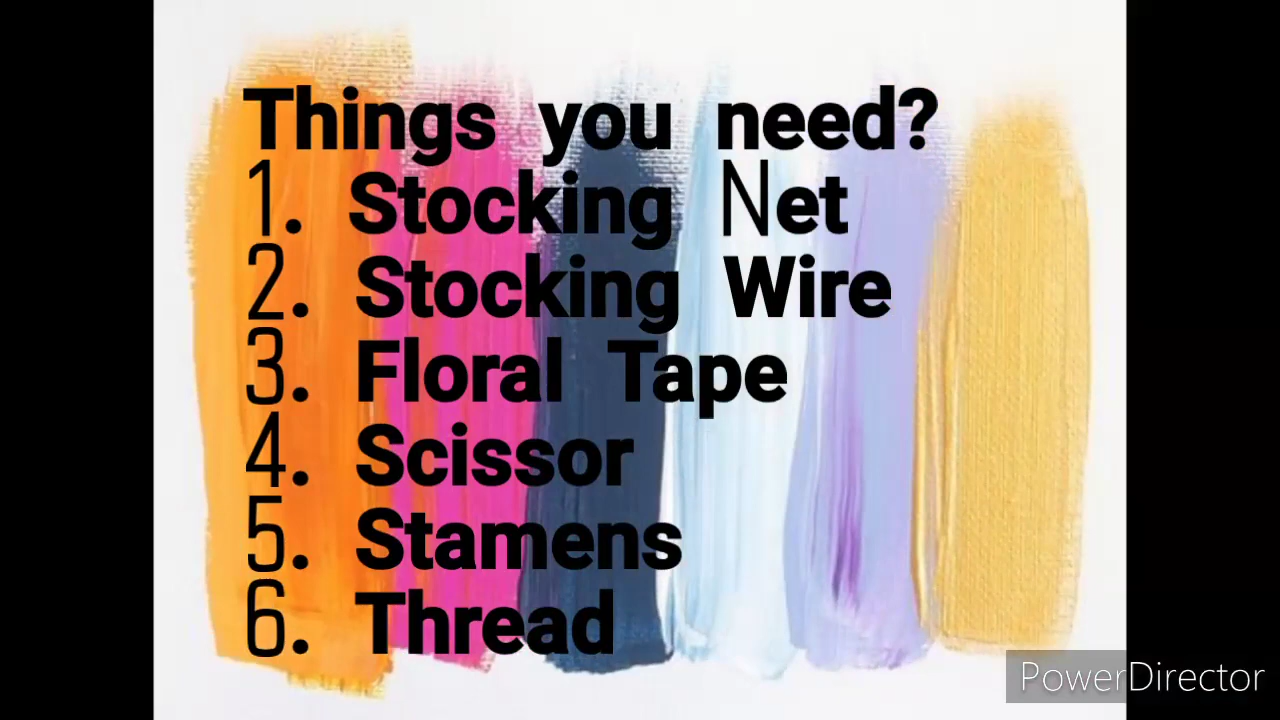 Things you need?
1. Stocking Net
2. Stocking Wire
3. Floral Tape
4. Scissor
5. Stamens
6. Thread
PowerDirector